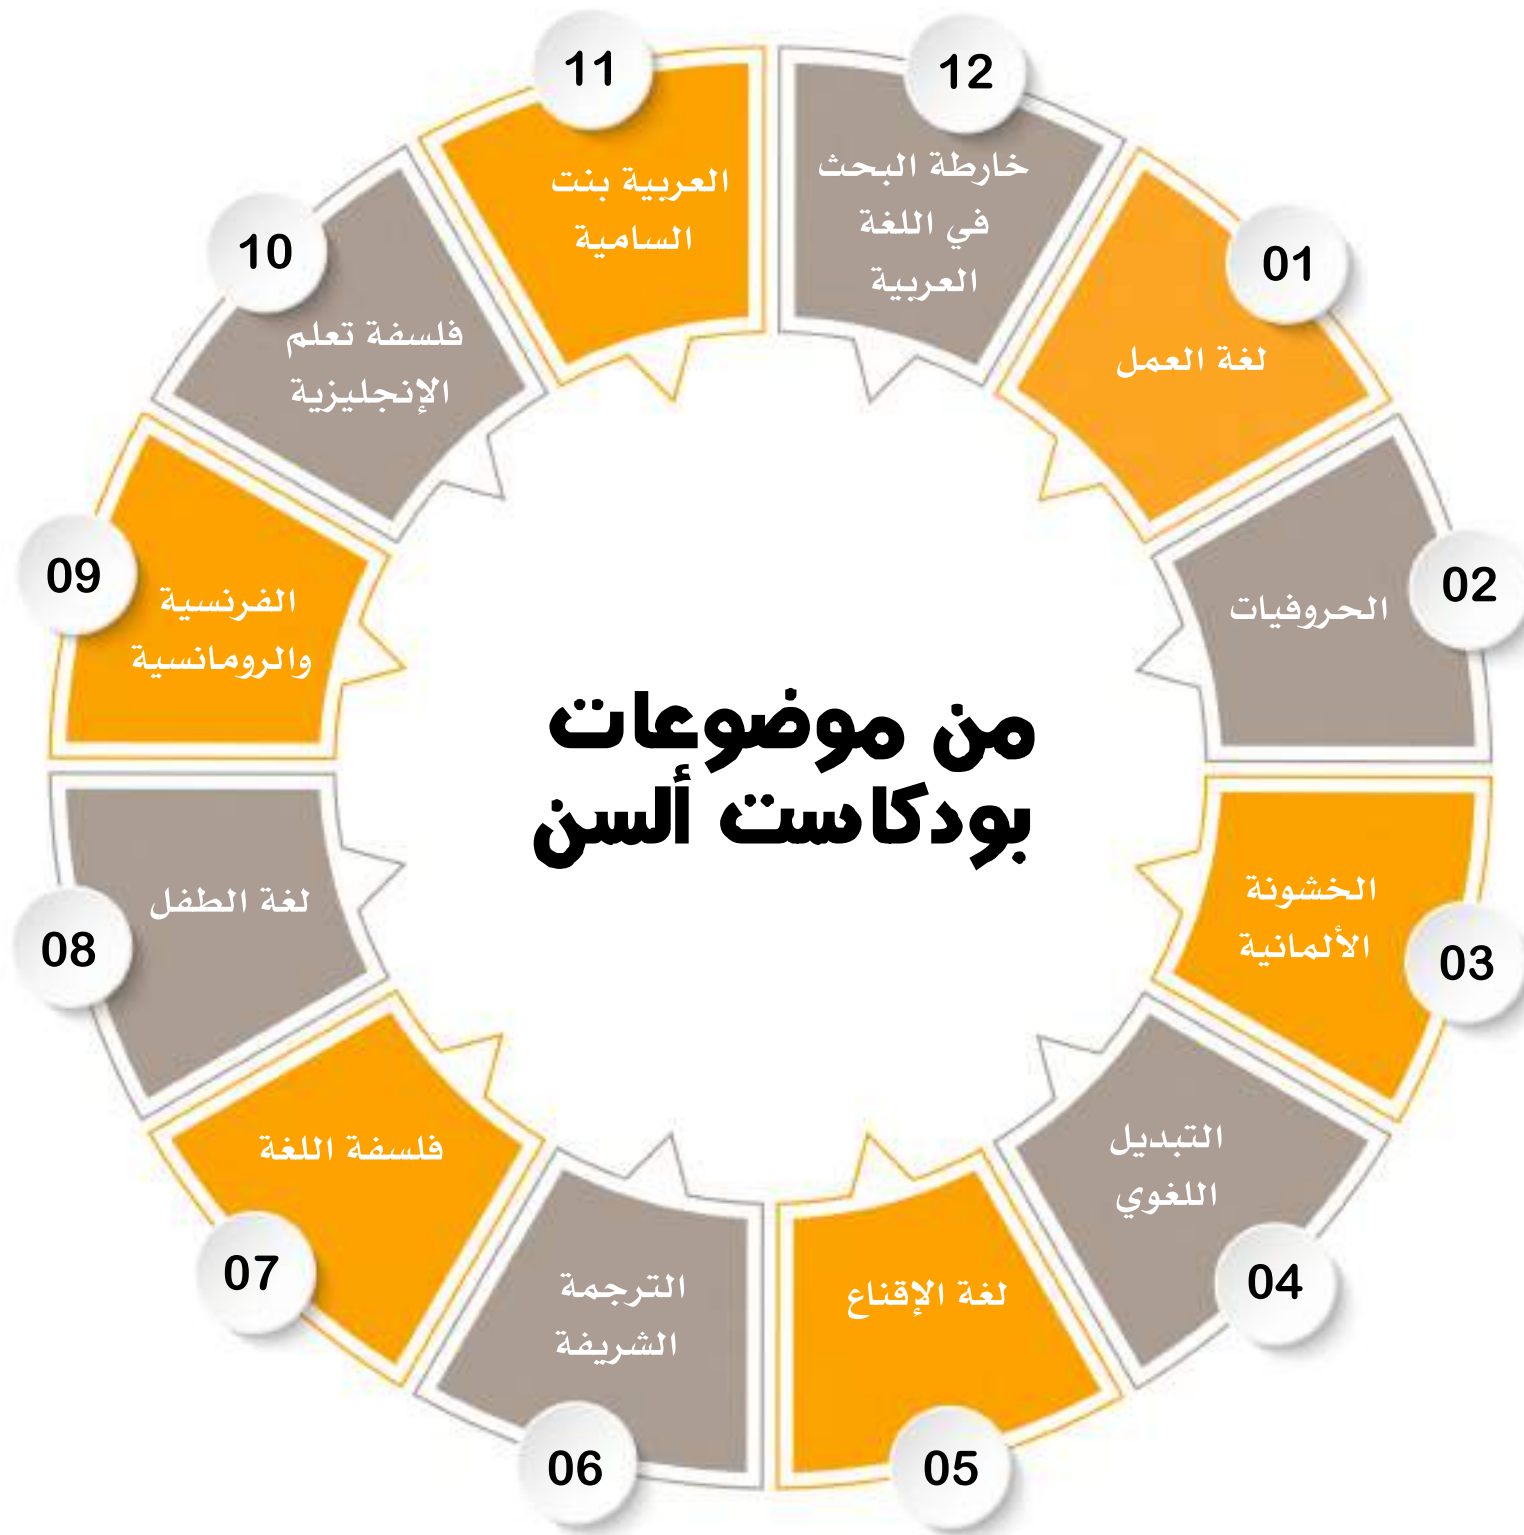 من موضوعات
بودكاست ألسن
01
لغة العمل
02
الحروفيات
03
الخشونة
الألمانية
04
التبديل
اللغوي
05
لغة الإقناع
06
الترجمة
الشريفة
07
فلسفة اللغة
08
لغة الطفل
09
الفرنسية
والرومانسية
10
فلسفة تعلم
الإنجليزية
11
العربية بنت
السامية
12
خارطة البحث
في اللغة
العربية